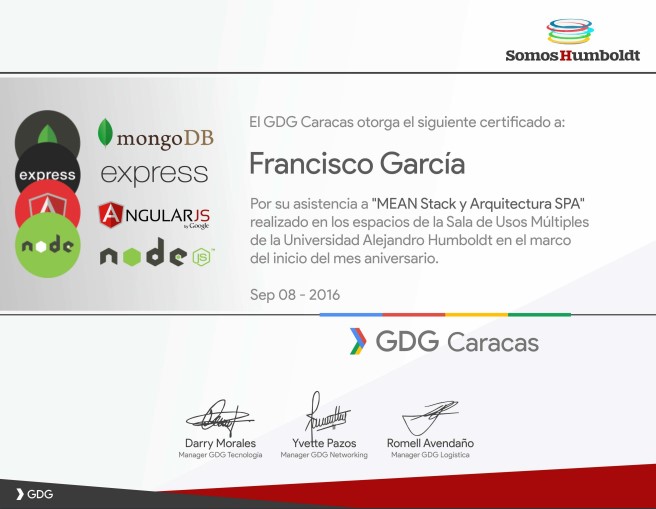 SomosHumboldt
mongoDB
express
express
ANGULARJS
by Google
node
node JS
El GDG Caracas otorga el siguiente certificado a:
Francisco García
Por su asistencia a "MEAN Stack y Arquitectura SPA"
realizado en los espacios de la Sala de Usos Múltiples
de la Universidad Alejandro Humboldt en el marco
del inicio del mes aniversario.
Sep 08 - 2016
GDG Caracas
Darry Morales
Manager GDG Tecnología
Yvette Pazos
Manager GDG Networking
Romell Avendaño
Manager GDG Logística
GDG